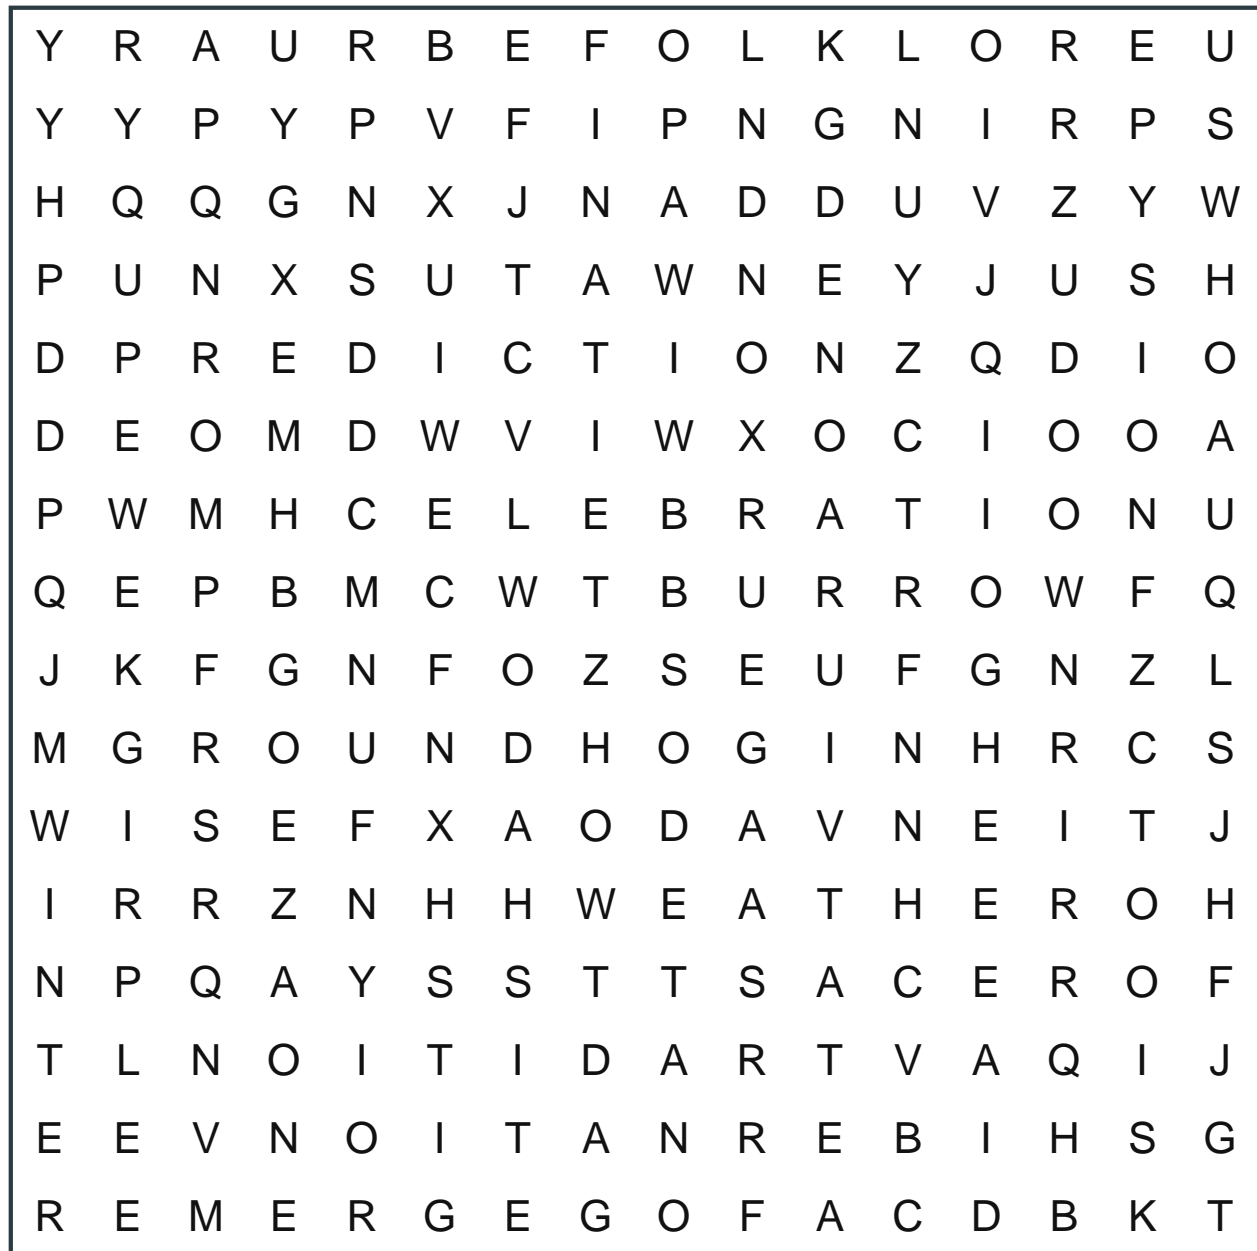 Y R A U R B E F O L K L O R E U
Y Y P Y P V F I P N G N I R P S
H Q Q G N X J N A D D U V Z Y W
P U N X S U T A W N E Y J U S H
D P R E D I C T I O N Z Q D I O
D E O M D W V I W X O C I O O A
P W M H C E L E B R A T I O N U
Q E P B M C W T B U R R O W F Q
J K F G N F O Z S E U F G N Z L
M G R O U N D H O G I N H R C S
W I S E F X A O D A V N E I T J
I R R Z N H H W E A T H E R O H
N P Q A Y S S T T S A C E R O F
T L N O I T I D A R T V A Q I J
E E V N O I T A N R E B I H S G
R E M E R G E G O F A C D B K T